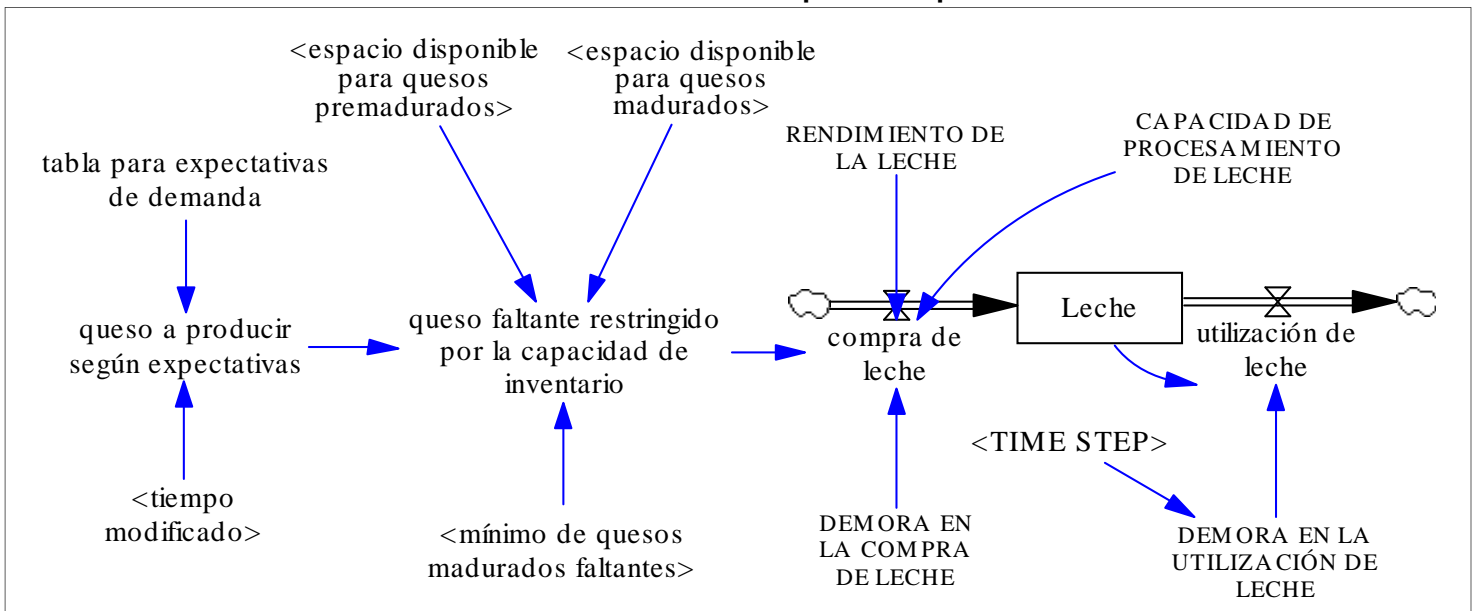 <espacio disponible
para quesos
premadurados>
<espacio disponible
para quesos
madurados>
tabla para expectativas
de demanda
RENDIMIENTO DE
LA LECHE
CAPACIDAD DE
PROCESAMIENTO
DE LECHE
queso a producir
según expectativas
queso faltante restringido
por la capacidad de
inventario
compra de
leche
Leche
utilización de
leche
<tiempo
modificado>
<mínimo de quesos
madurados faltantes>
DEMORA EN
LA COMPRA
DE LECHE
<TIME STEP>
DEMORA EN LA
UTILIZACIÓN DE
LECHE